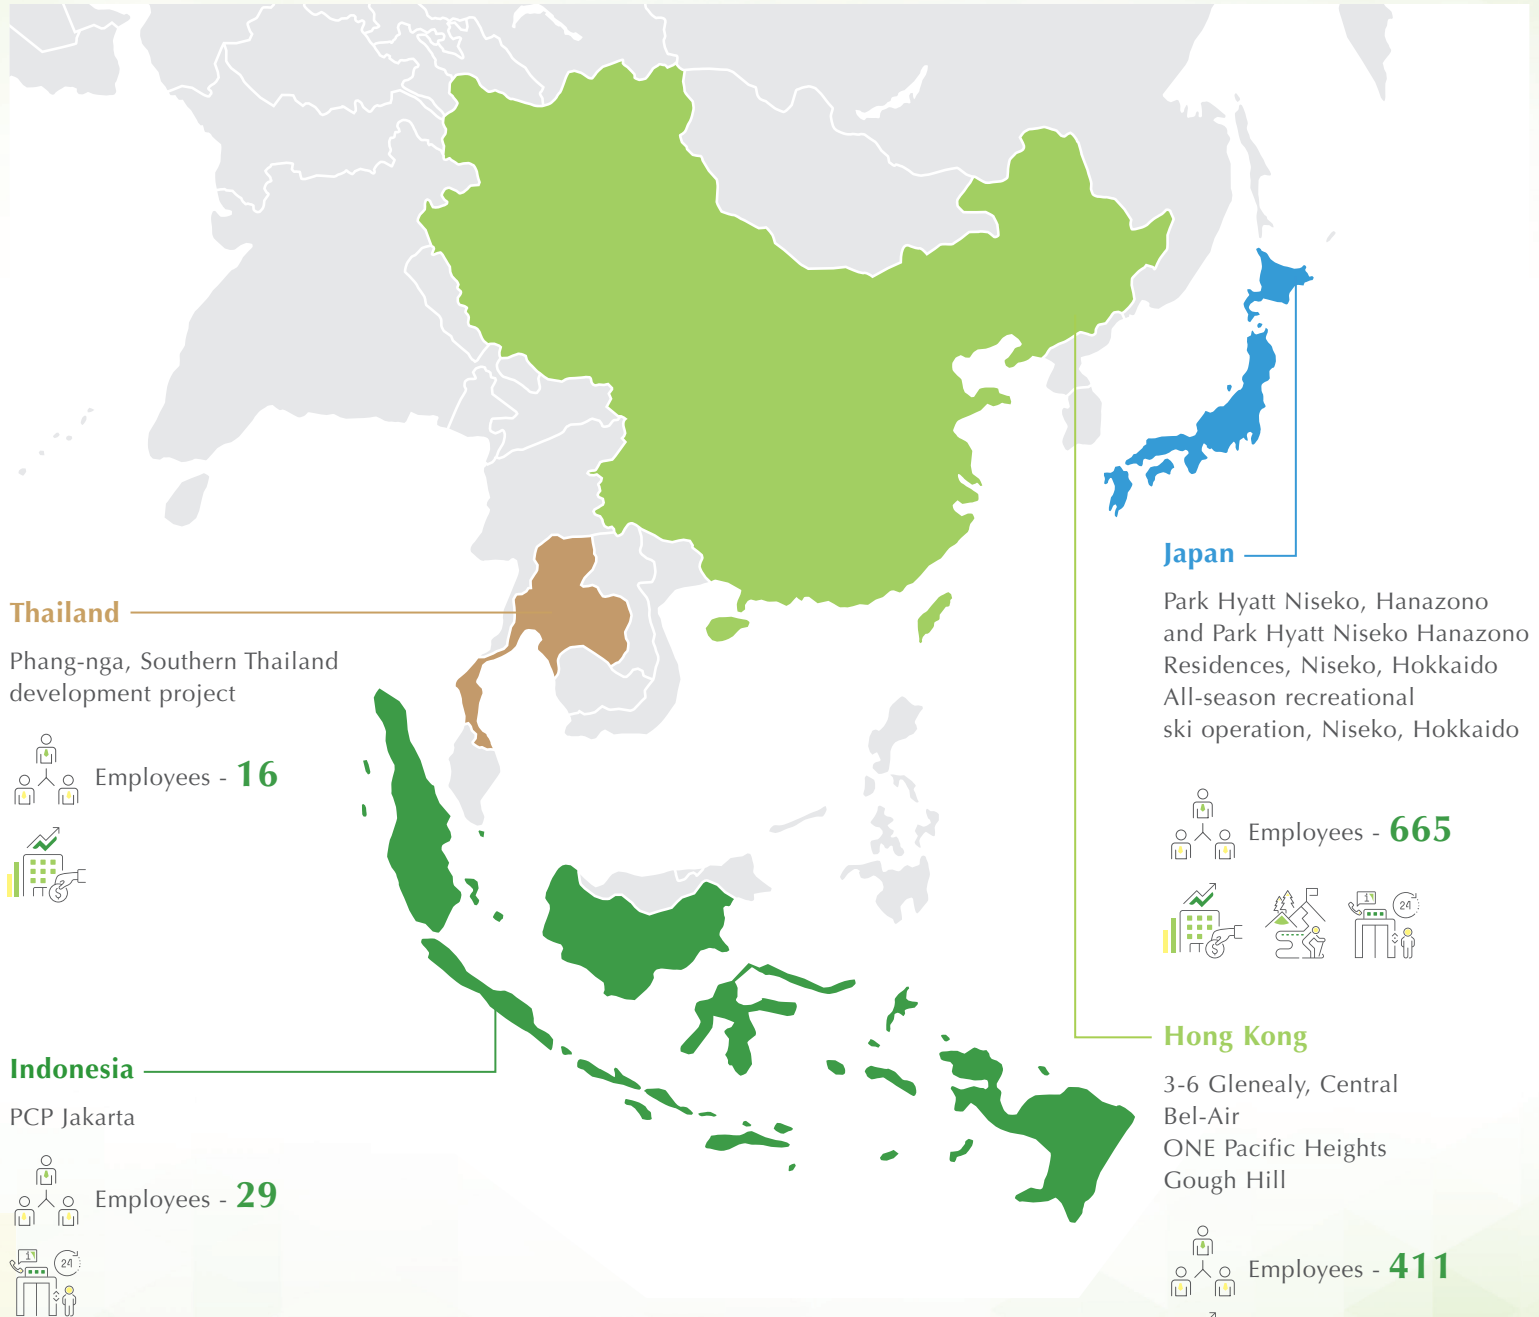 Thailand
Phang-nga, Southern Thailand
development project
Employees - 16
Indonesia
PCP Jakarta
Employees - 29
24
Japan
Park Hyatt Niseko, Hanazono
and Park Hyatt Niseko Hanazono
Residences, Niseko, Hokkaido
All-season recreational
ski operation, Niseko, Hokkaido
Employees - 665
24
Hong Kong
3-6 Glenealy, Central
Bel-Air
ONE Pacific Heights
Gough Hill
Employees - 411